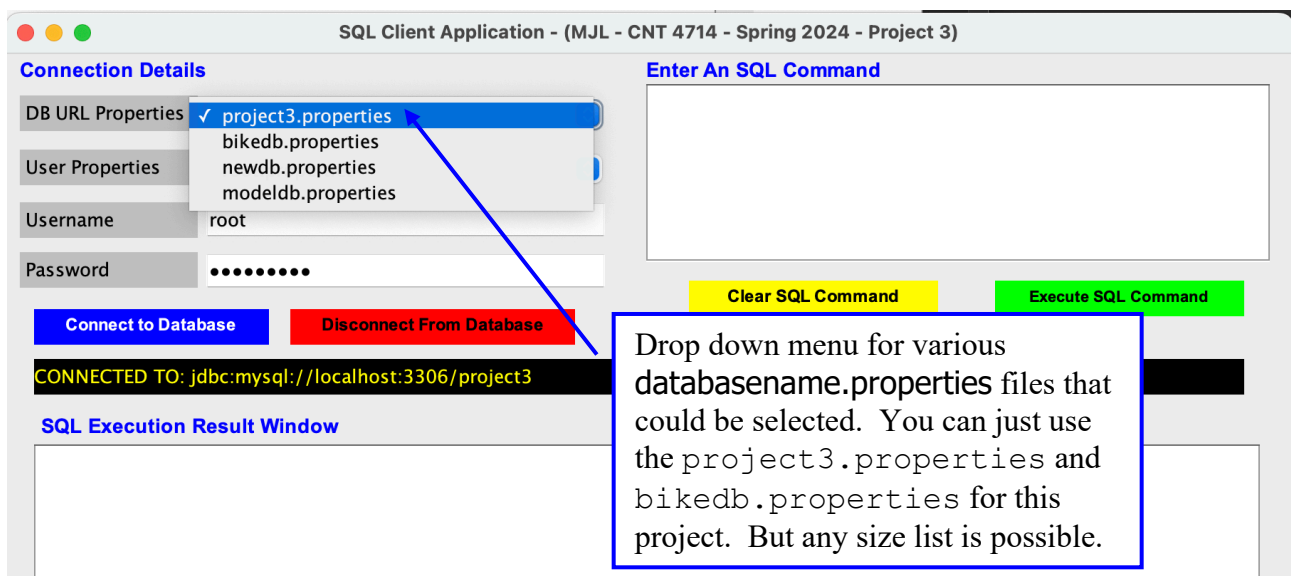 SQL Client Application - (MJL - CNT 4714 - Spring 2024 - Project 3)
Connection Details
DB URL Properties
✓ project3.properties
bikedb.properties
User Properties
newdb.properties
modeldb.properties
Username
root
Password
•••••••••
Connect to Database
Disconnect From Database
Enter An SQL Command
Clear SQL Command
Execute SQL Command
CONNECTED TO: jdbc:mysql://localhost:3306/project3
SQL Execution Result Window
Drop down menu for various
databasename.properties files that
could be selected. You can just use
the project3.properties and
bikedb.properties for this
project. But any size list is possible.